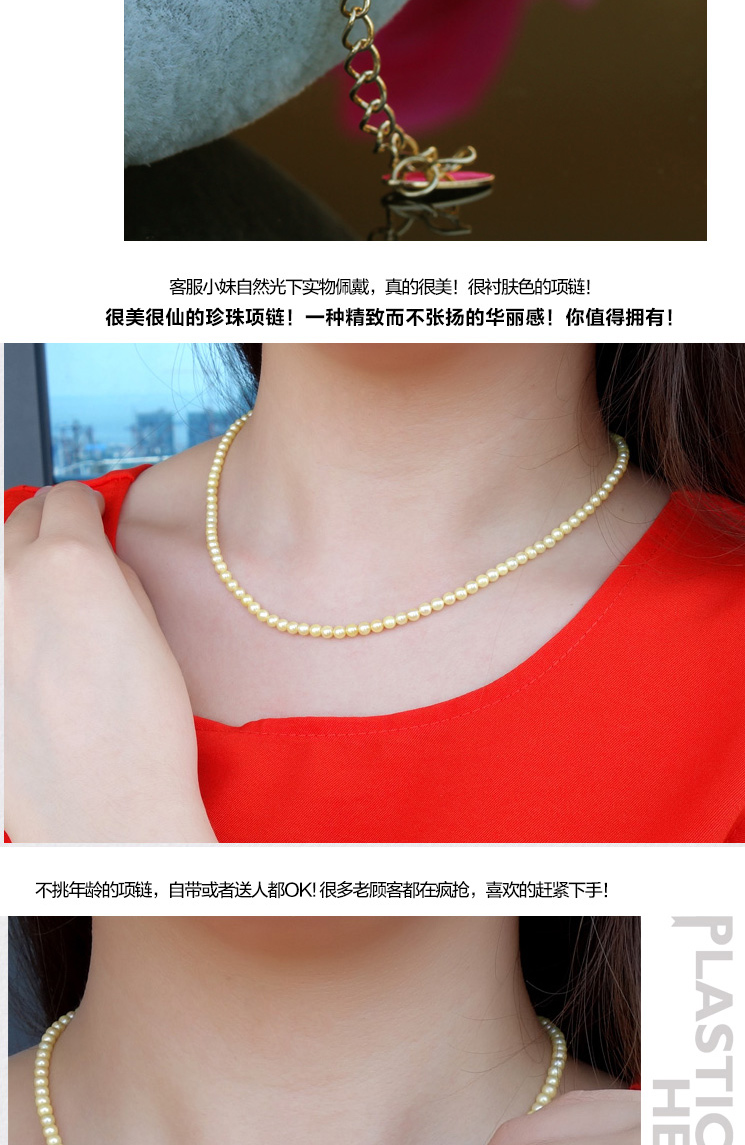 客服小妹自然光下实物佩戴，真的很美！很衬肤色的项链！
很美很仙的珍珠项链！一种精致而不张扬的华丽感！你值得拥有！
不挑年龄的项链，自带或者送人都OK! 很多老顾客都在疯抢，喜欢的赶紧下手！
PLASTIC
HE